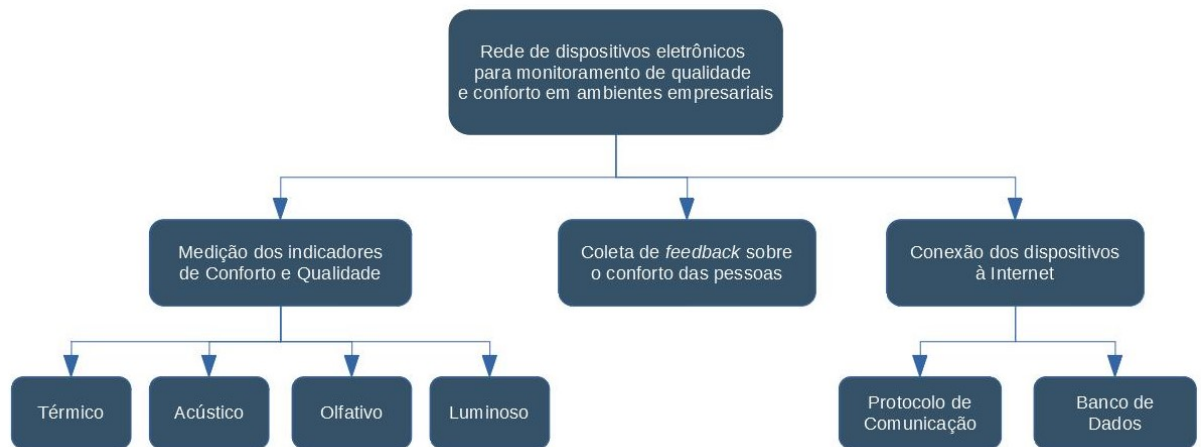 Rede de dispositivos eletrônicos
para monitoramento de qualidade
e conforto em ambientes empresariais
Medição dos indicadores
de Conforto e Qualidade
Coleta de feedback sobre
o conforto das pessoas
Conexão dos dispositivos
à Internet
Térmico
Acústico
Olfativo
Luminoso
Protocolo de
Comunicação
Banco de
Dados